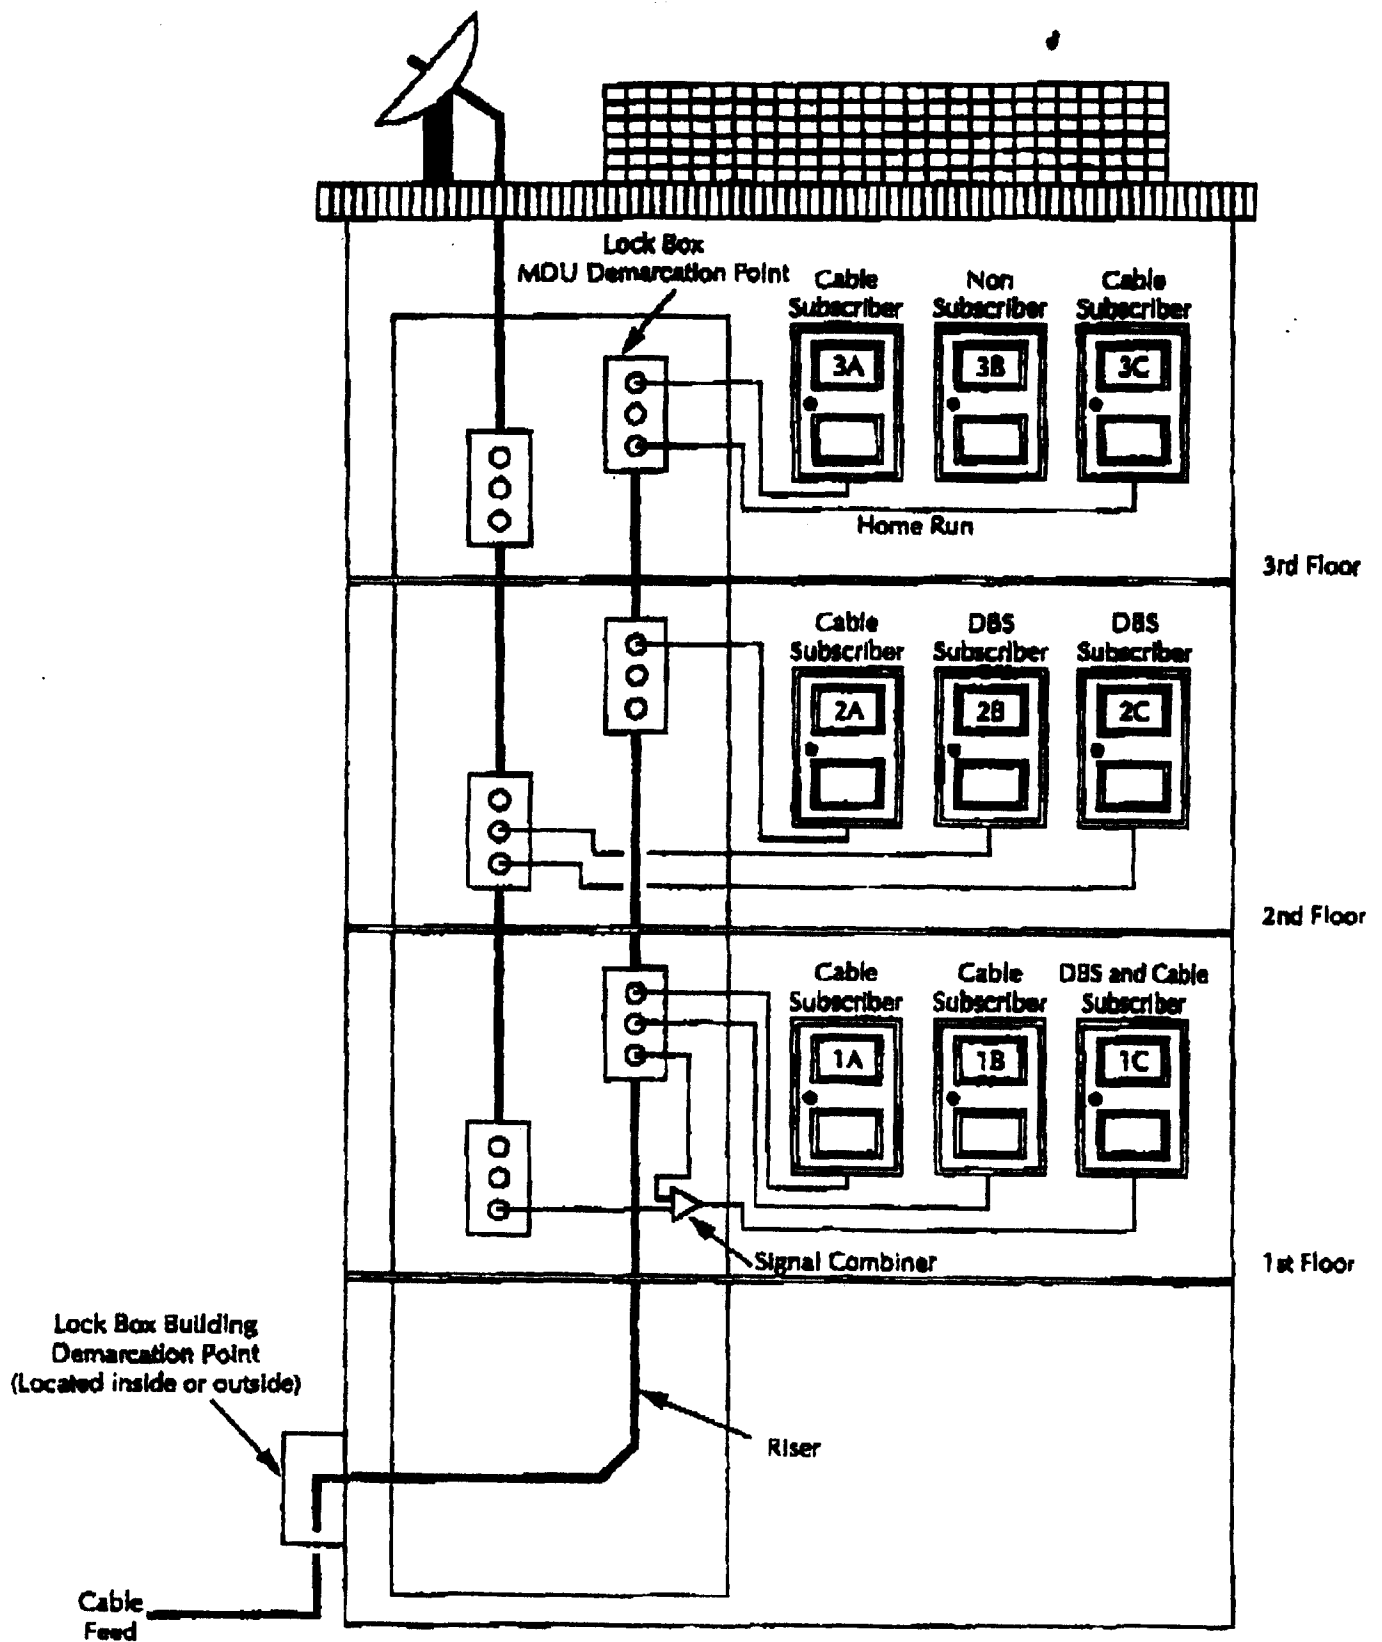 Lock Box
MDU Demarcation Point
Cable
Subscriber
Non
Subscriber
Cable
Subscriber
3A
3B
3C
Home Run
3rd Floor
Cable
Subscriber
DBS
Subscriber
DBS
Subscriber
2A
2B
2C
2nd Floor
Cable
Subscriber
Cable
Subscriber
DBS and Cable
Subscriber
1A
1B
1C
Signal Combiner
1st Floor
Lock Box Building
Demarcation Point
(Located inside or outside)
Riser
Cable
Feed